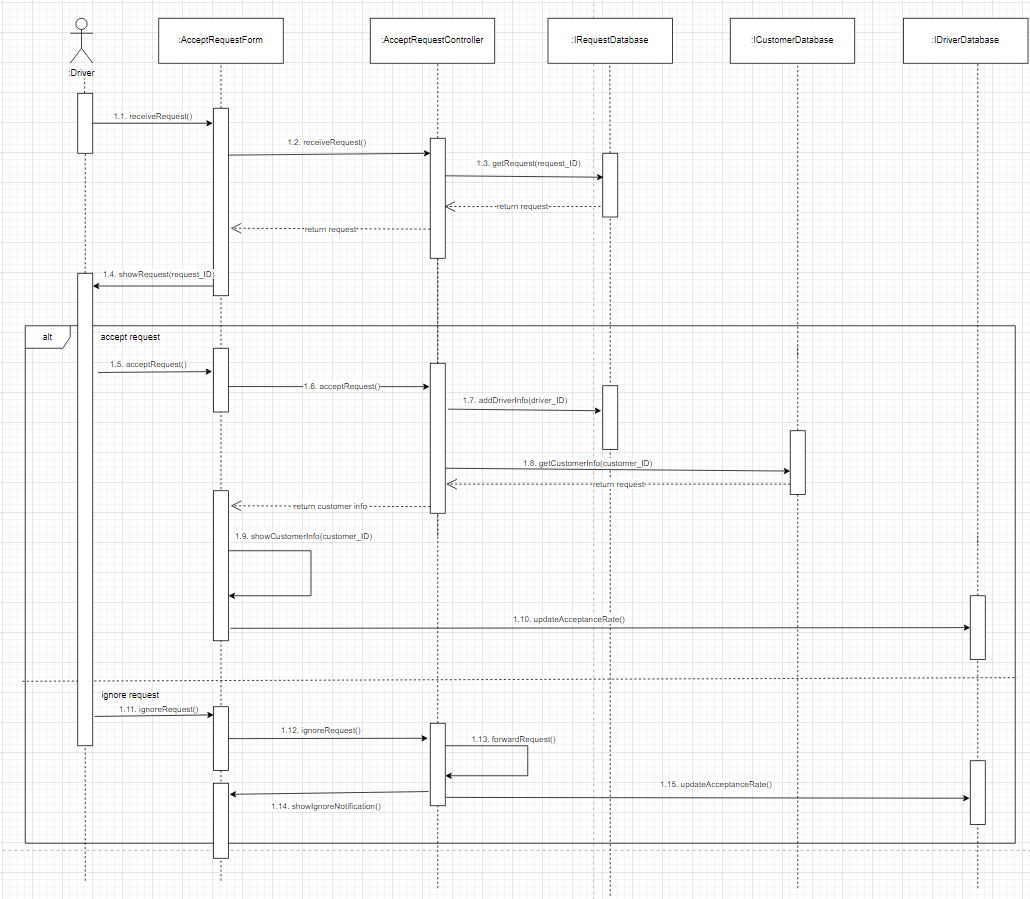 :Driver
:AcceptRequestForm
:AcceptRequestController
:IRequestDatabase
:ICustomerDatabase
:IDriverDatabase
1.1. receiveRequest()
1.2. receiveRequest()
1.3. getRequest(request_ID)
return request
return request
1.4. showRequest(request_ID)
alt
accept request
1.5. acceptRequest()
1.6. acceptRequest()
1.7. addDriverInfo(driver_ID)
1.8. getCustomerInfo(customer_ID)
return request
return customer info
1.9. showCustomerInfo(customer_ID)
1.10. updateAcceptanceRate()
ignore request
1.11. ignoreRequest()
1.12. ignoreRequest()
1.13. forwardRequest()
1.15. updateAcceptanceRate()
1.14. showIgnoreNotification()